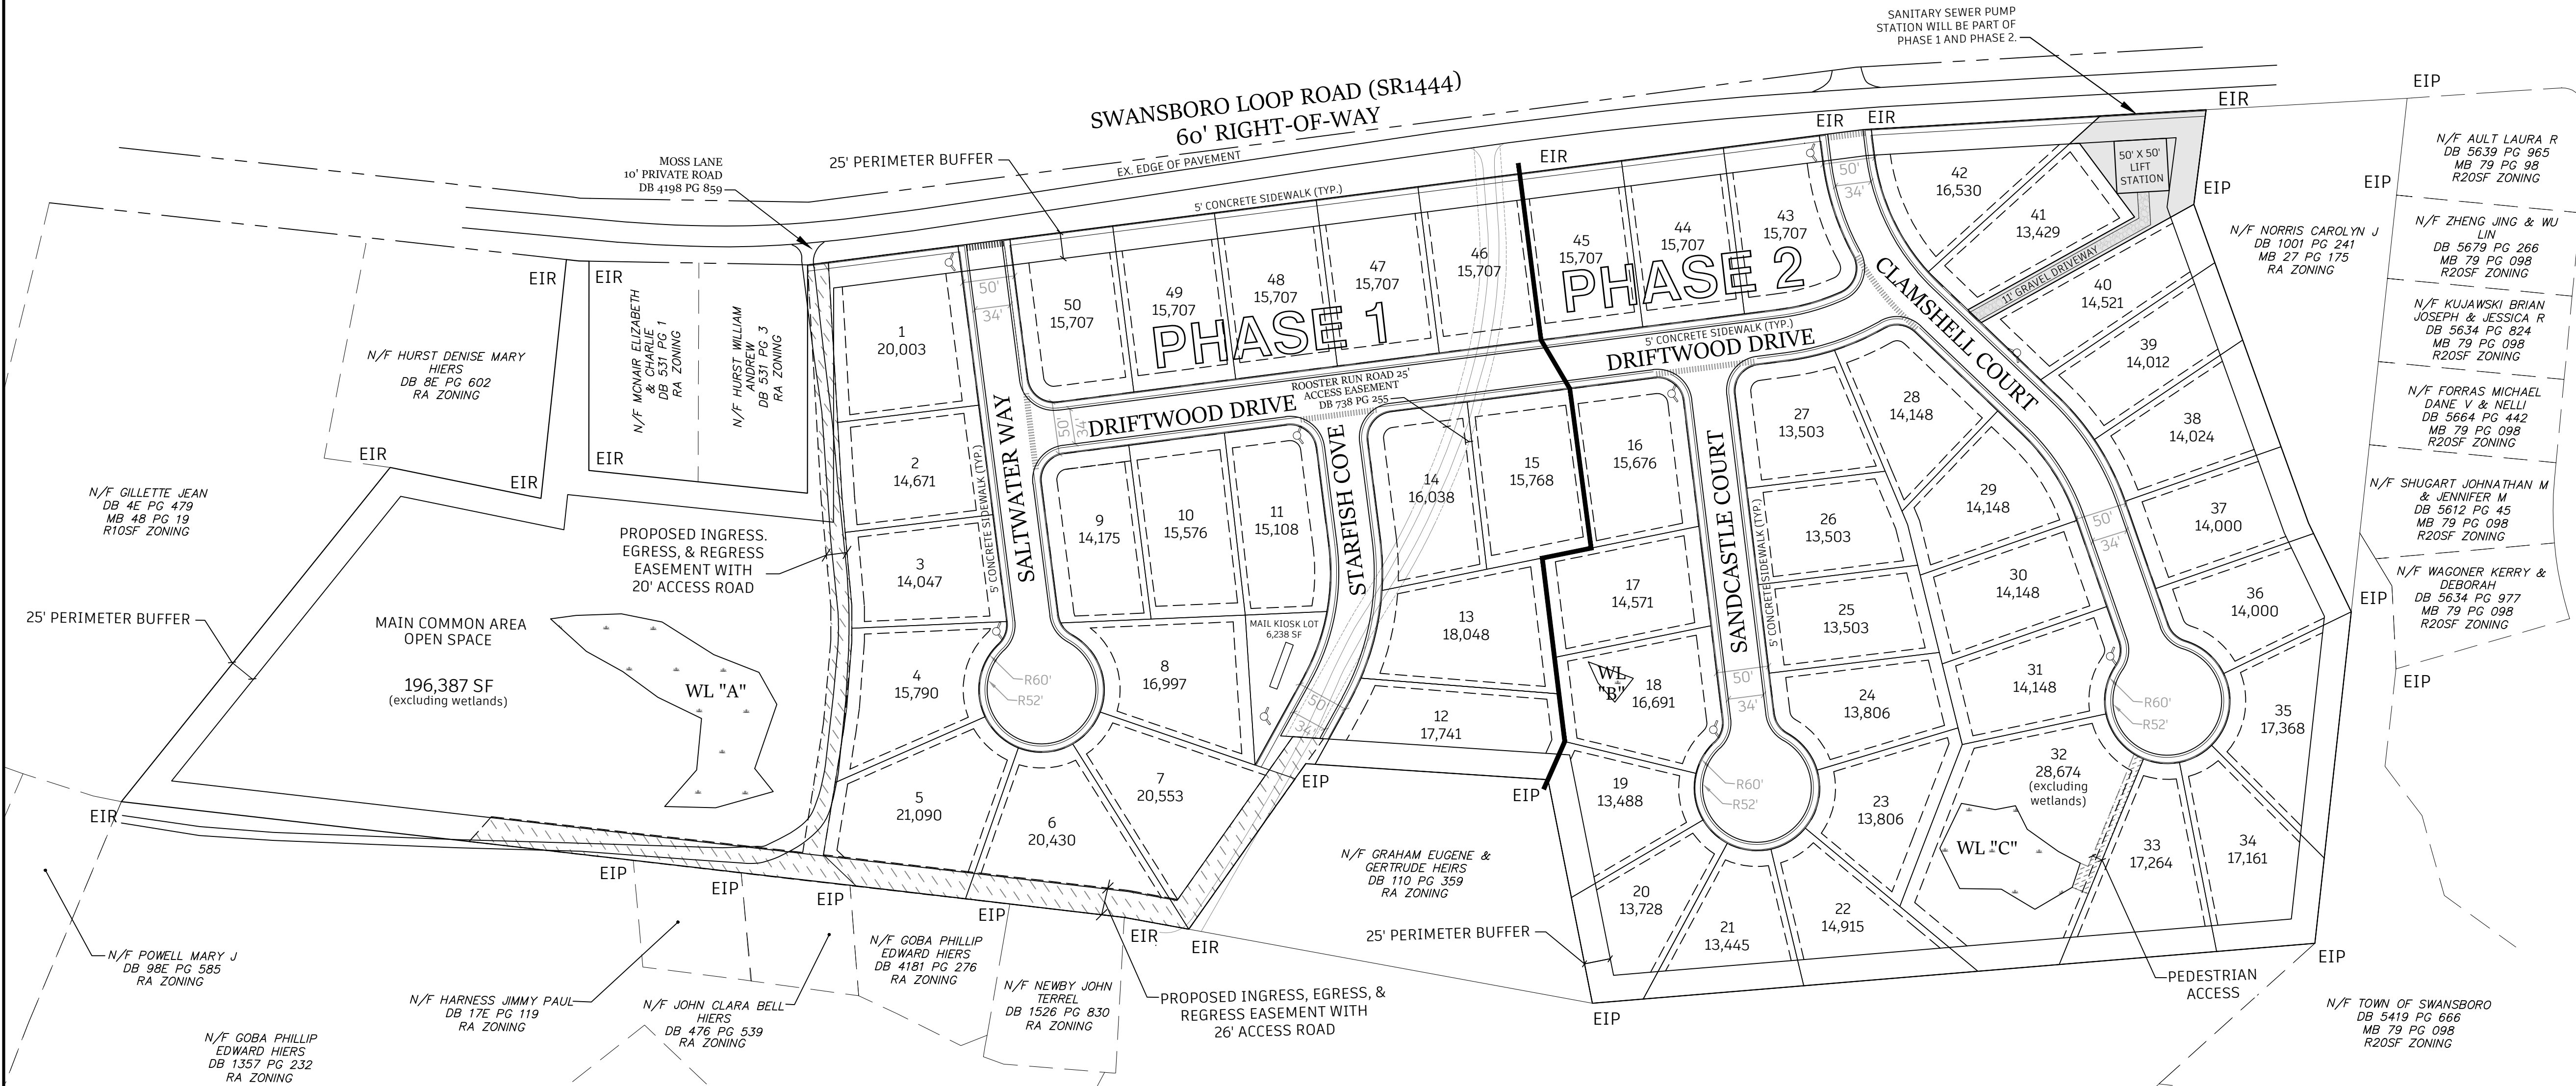 SANITARY SEWER PUMP
STATION WILL BE PART OF
PHASE 1 AND PHASE 2.
SWANSBORO LOOP ROAD (SR1444)
60' RIGHT-OF-WAY
EX. EDGE OF PAVEMENT
MOSS LANE
10' PRIVATE ROAD
DB 4198 PG 859
25' PERIMETER BUFFER
5' CONCRETE SIDEWALK (TYP.)
EIR
EIR
EIR
EIR
EIP
EIP
EIP
N/F AULT LAURA R
DB 5639 PG 965
MB 79 PG 98
R20SF ZONING
N/F ZHENG JING & WU
LIN
DB 5679 PG 266
MB 79 PG 098
R20SF ZONING
N/F KUJAWSKI BRIAN
JOSEPH & JESSICA R
DB 5634 PG 824
MB 79 PG 098
R20SF ZONING
N/F FORRAS MICHAEL
DANE V & NELLI
DB 5664 PG 442
MB 79 PG 098
R20SF ZONING
N/F SHUGART JOHNATHAN M
& JENNIFER M
DB 5612 PG 45
MB 79 PG 098
R20SF ZONING
N/F WAGONER KERRY &
DEBORAH
DB 5634 PG 977
MB 79 PG 098
R20SF ZONING
N/F NORRIS CAROLYN J
DB 1001 PG 241
MB 27 PG 175
RA ZONING
50' X 50'
LIFT
STATION
11' GRAVEL DRIVEWAY
42
16,530
41
13,429
40
14,521
39
14,012
38
14,024
37
14,000
36
14,000
35
17,368
34
17,161
33
17,264
32
28,674
(excluding
wetlands)
WL "C"
31
14,148
30
14,148
29
14,148
28
14,148
27
13,503
26
13,503
25
13,503
24
13,806
23
13,806
22
14,915
21
13,445
20
13,728
19
13,488
18
16,691
WL
"B"
17
14,571
16
15,676
15
15,768
14
16,038
13
18,048
12
17,741
11
15,108
10
15,576
9
14,175
8
16,997
7
20,553
6
20,430
5
21,090
4
15,790
3
14,047
2
14,671
1
20,003
50
15,707
49
15,707
48
15,707
47
15,707
46
15,707
45
15,707
44
15,707
43
15,707
PHASE 1
PHASE 2
CLAMSHELL COURT
DRIFTWOOD DRIVE
5' CONCRETE SIDEWALK (TYP.)
DRIFTWOOD DRIVE
ROOSTER RUN ROAD 25'
ACCESS EASEMENT
DB 738 PG 255
SALTWATER WAY
5' CONCRETE SIDEWALK (TYP.)
STARFISH COVE
SANDCASTLE COURT
5' CONCRETE SIDEWALK (TYP.)
MAIL KIOSK LOT
6,238 SF
50'
34'
50'
34'
50'
34'
50'
34'
50'
34'
50'
34'
R60'
R52'
R60'
R52'
R60'
R52'
EIR
EIR
EIR
EIR
EIR
N/F HURST DENISE MARY
HIERS
DB 8E PG 602
RA ZONING
N/F MCNAIR ELIZABETH
& CHARLIE
DB 531 PG 1
RA ZONING
N/F HURST WILLIAM
ANDREW
DB 531 PG 3
RA ZONING
N/F GILLETTE JEAN
DB 4E PG 479
MB 48 PG 19
R10SF ZONING
25' PERIMETER BUFFER
PROPOSED INGRESS.
EGRESS, & REGRESS
EASEMENT WITH
20' ACCESS ROAD
MAIN COMMON AREA
OPEN SPACE
196,387 SF
(excluding wetlands)
WL "A"
EIR
EIP
EIP
EIP
EIP
EIR
EIR
EIP
EIP
EIP
EIP
EIP
EIP
N/F POWELL MARY J
DB 98E PG 585
RA ZONING
N/F GOBA PHILLIP
EDWARD HIERS
DB 1357 PG 232
RA ZONING
N/F HARNESS JIMMY PAUL
DB 17E PG 119
RA ZONING
N/F JOHN CLARA BELL
HIERS
DB 476 PG 539
RA ZONING
N/F GOBA PHILLIP
EDWARD HIERS
DB 4181 PG 276
RA ZONING
N/F NEWBY JOHN
TERREL
DB 1526 PG 830
RA ZONING
PROPOSED INGRESS, EGRESS, &
REGRESS EASEMENT WITH
26' ACCESS ROAD
N/F GRAHAM EUGENE &
GERTRUDE HEIRS
DB 110 PG 359
RA ZONING
25' PERIMETER BUFFER
PEDESTRIAN
ACCESS
N/F TOWN OF SWANSBORO
DB 5419 PG 666
MB 79 PG 098
R20SF ZONING